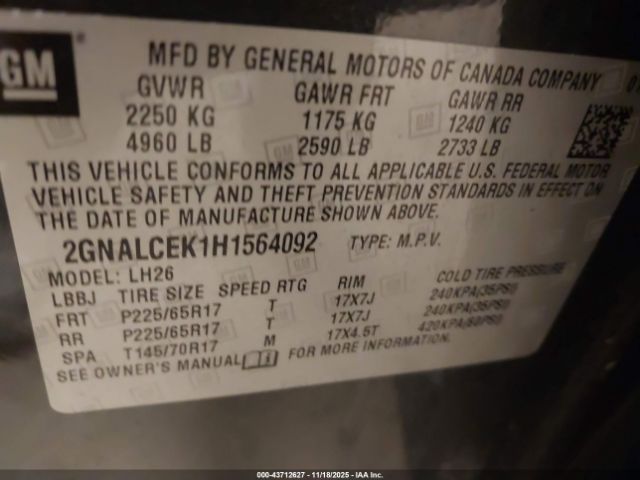 GM
MFD BY GENERAL MOTORS OF CANADA COMPANY
GVWR GAWR FRT GAWR RR
2250 KG 1175 KG 1240 KG
4960 LB 2590 LB 2733 LB
THIS VEHICLE CONFORMS TO ALL APPLICABLE U.S. FEDERAL MOTOR
VEHICLE SAFETY AND THEFT PREVENTION STANDARDS IN EFFECT ON
THE DATE OF MANUFACTURE SHOWN ABOVE.
2GNALCEK1H1564092 TYPE: M.P.V.
MODEL: LH26
LBBJ TIRE SIZE SPEED RTG RIM COLD TIRE PRESSURE
FRT P225/65R17 T 17X7J 240KPA(35PSI)
RR P225/65R17 T 17X7J 240KPA(35PSI)
SPA T145/70R17 M 17X4.5T 420KPA(60PSI)
SEE OWNER'S MANUAL FOR MORE INFORMATION.
000-43712627 - 11/18/2025 - IAA Inc.